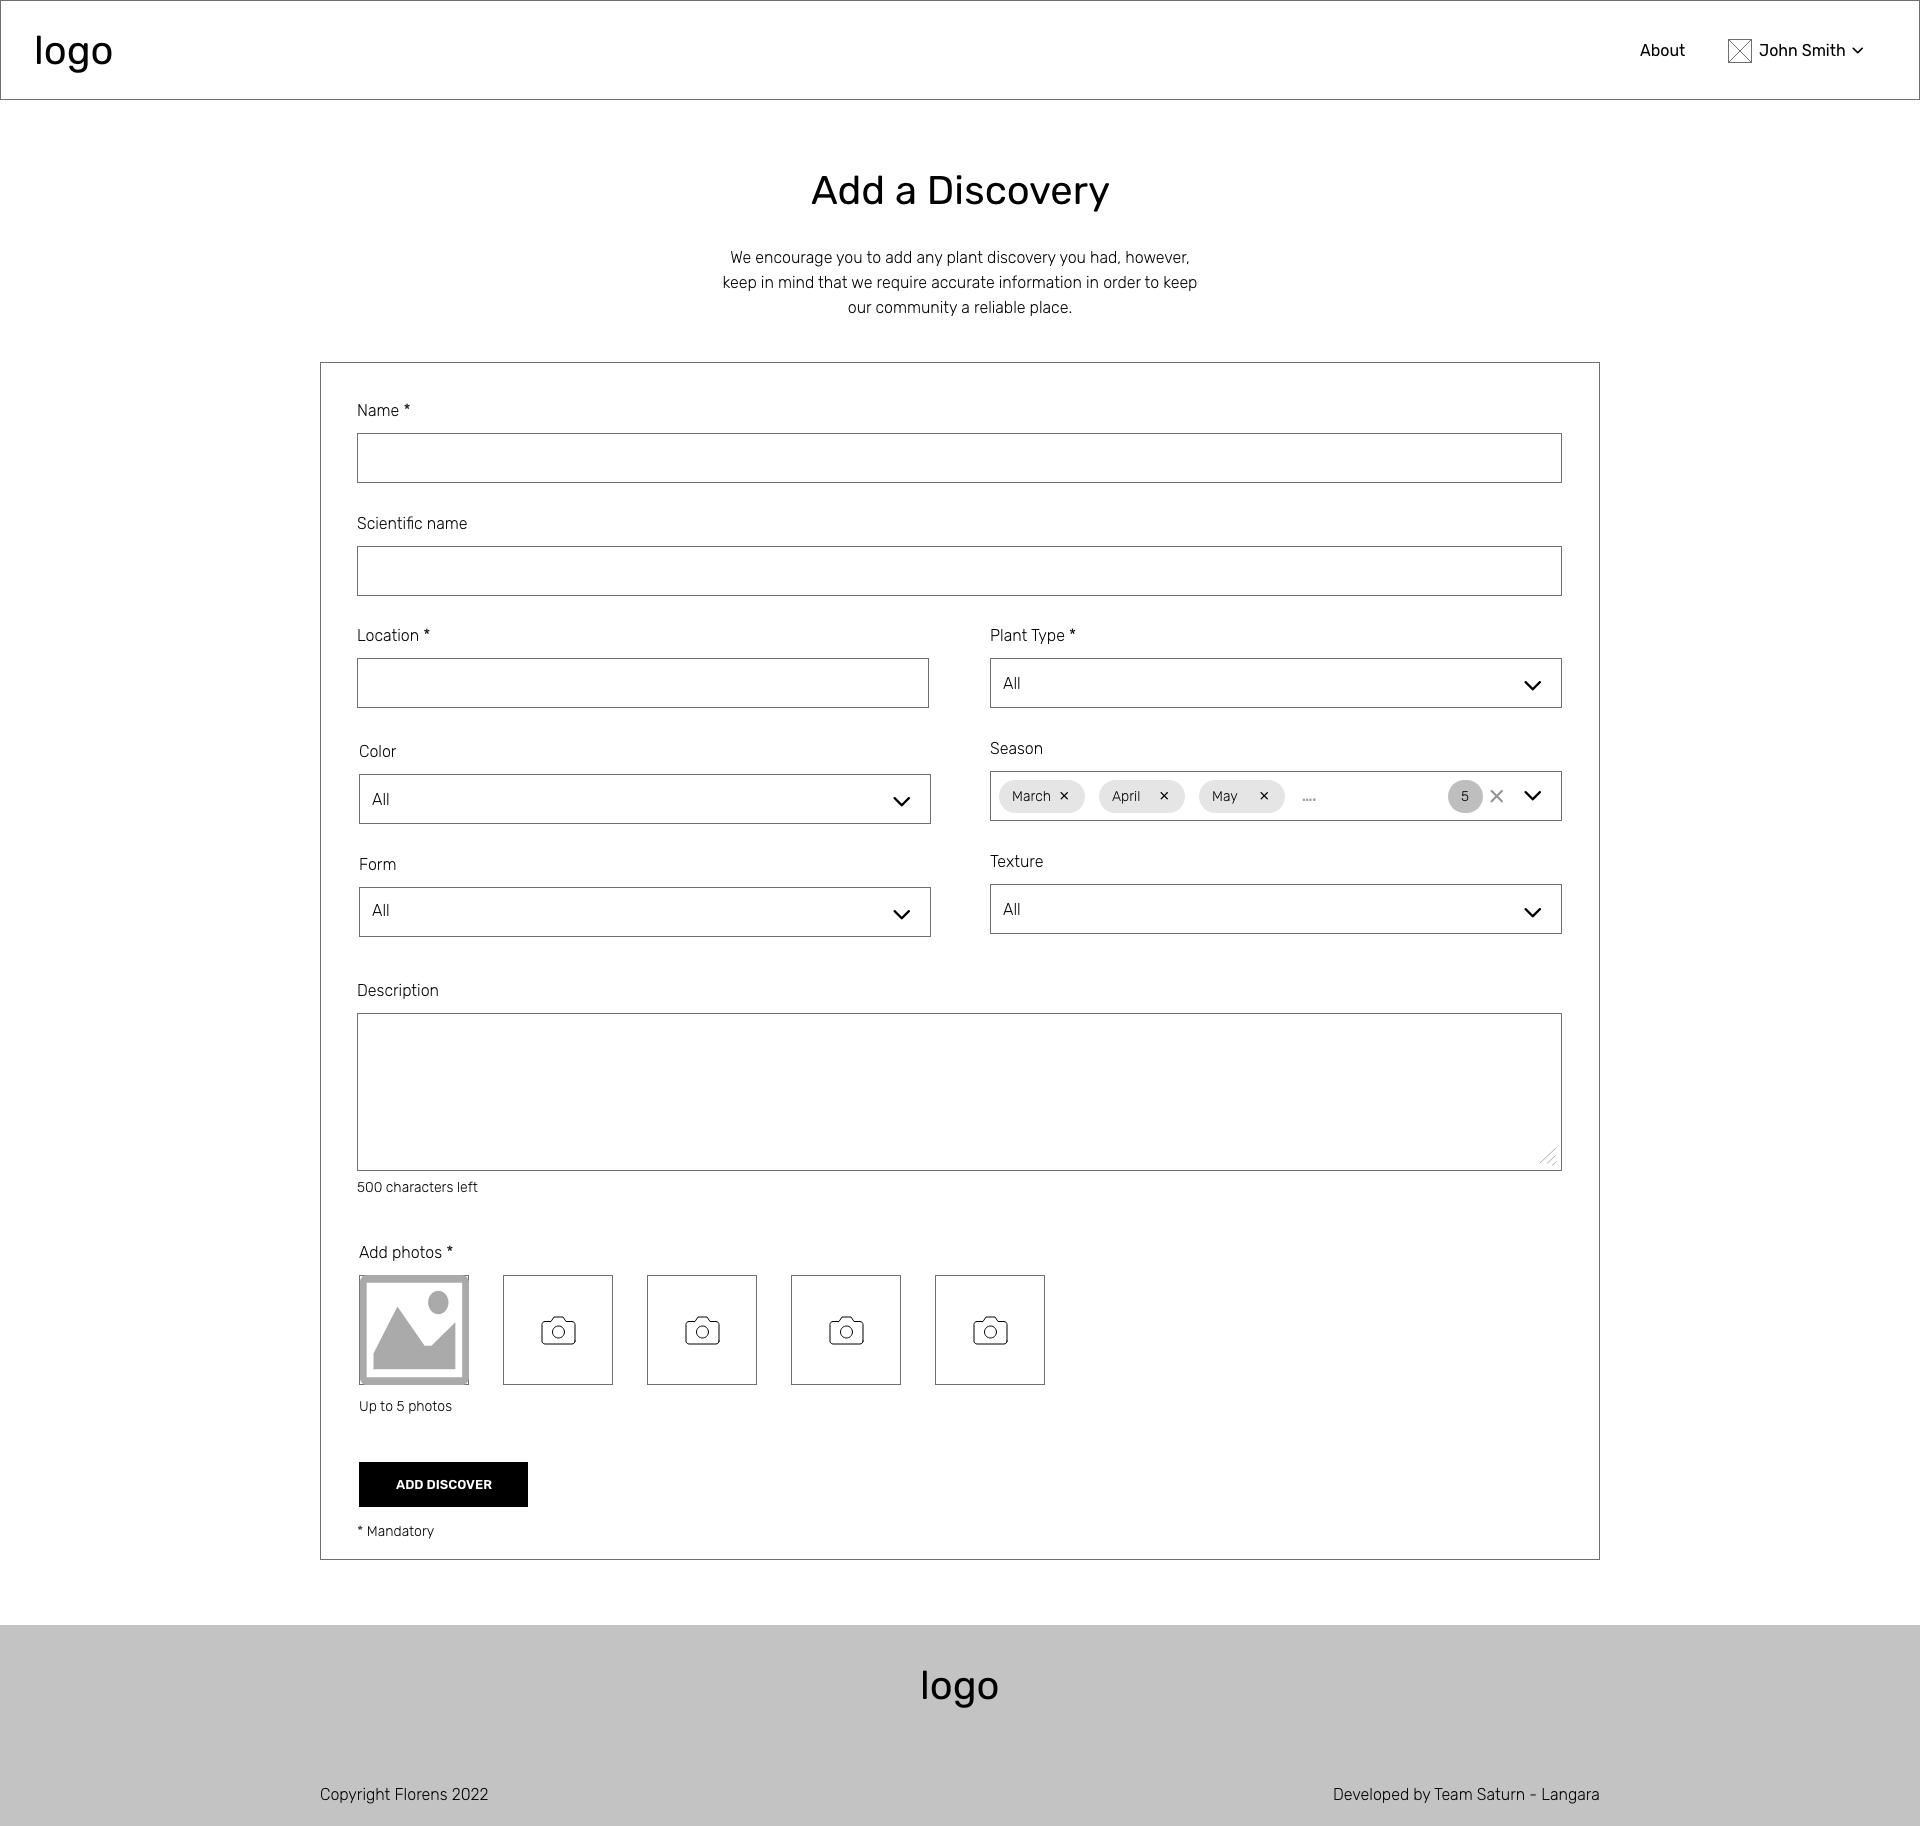 logo
About
John Smith
Add a Discovery
We encourage you to add any plant discovery you had, however,
keep in mind that we require accurate information in order to keep
our community a reliable place.
Name *
Scientific name
Location *
Plant Type *
All
Color
Season
All
March
April
May
....
5
Form
Texture
All
All
Description
500 characters left
Add photos *
Up to 5 photos
ADD DISCOVER
* Mandatory
logo
Copyright Florens 2022
Developed by Team Saturn - Langara